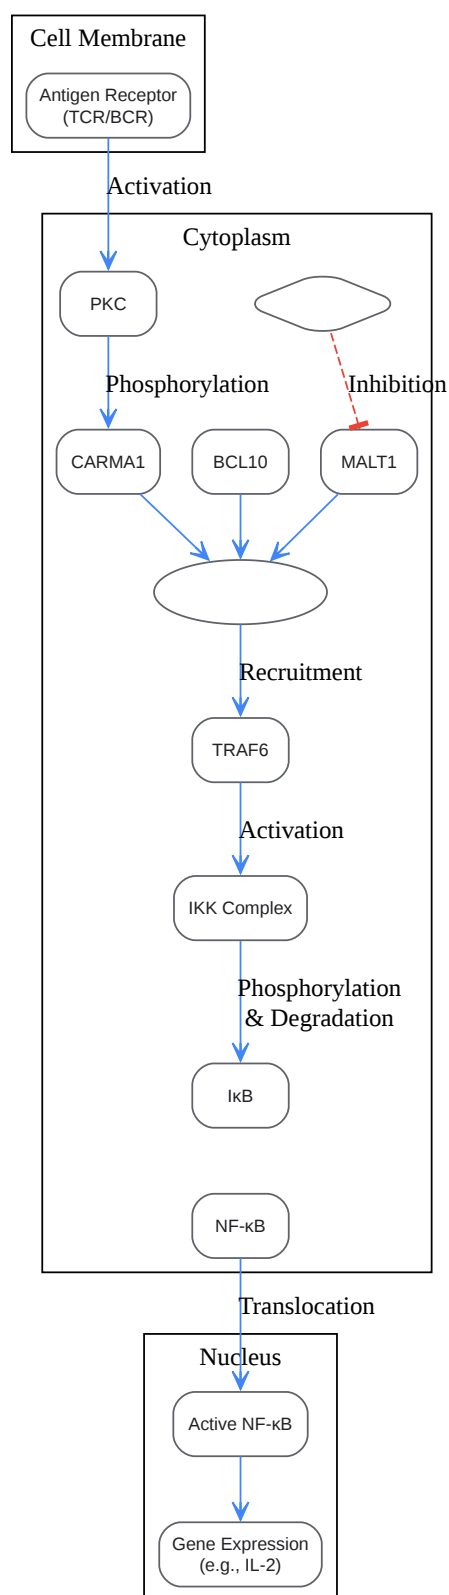 Cell Membrane
Antigen Receptor
(TCR/BCR)
Activation
Cytoplasm
PKC
Phosphorylation
Inhibition
CARMA1
BCL10
MALT1
Recruitment
TRAF6
Activation
IKK Complex
Phosphorylation
& Degradation
IκB
NF-κB
Translocation
Nucleus
Active NF-κB
Gene Expression
(e.g., IL-2)